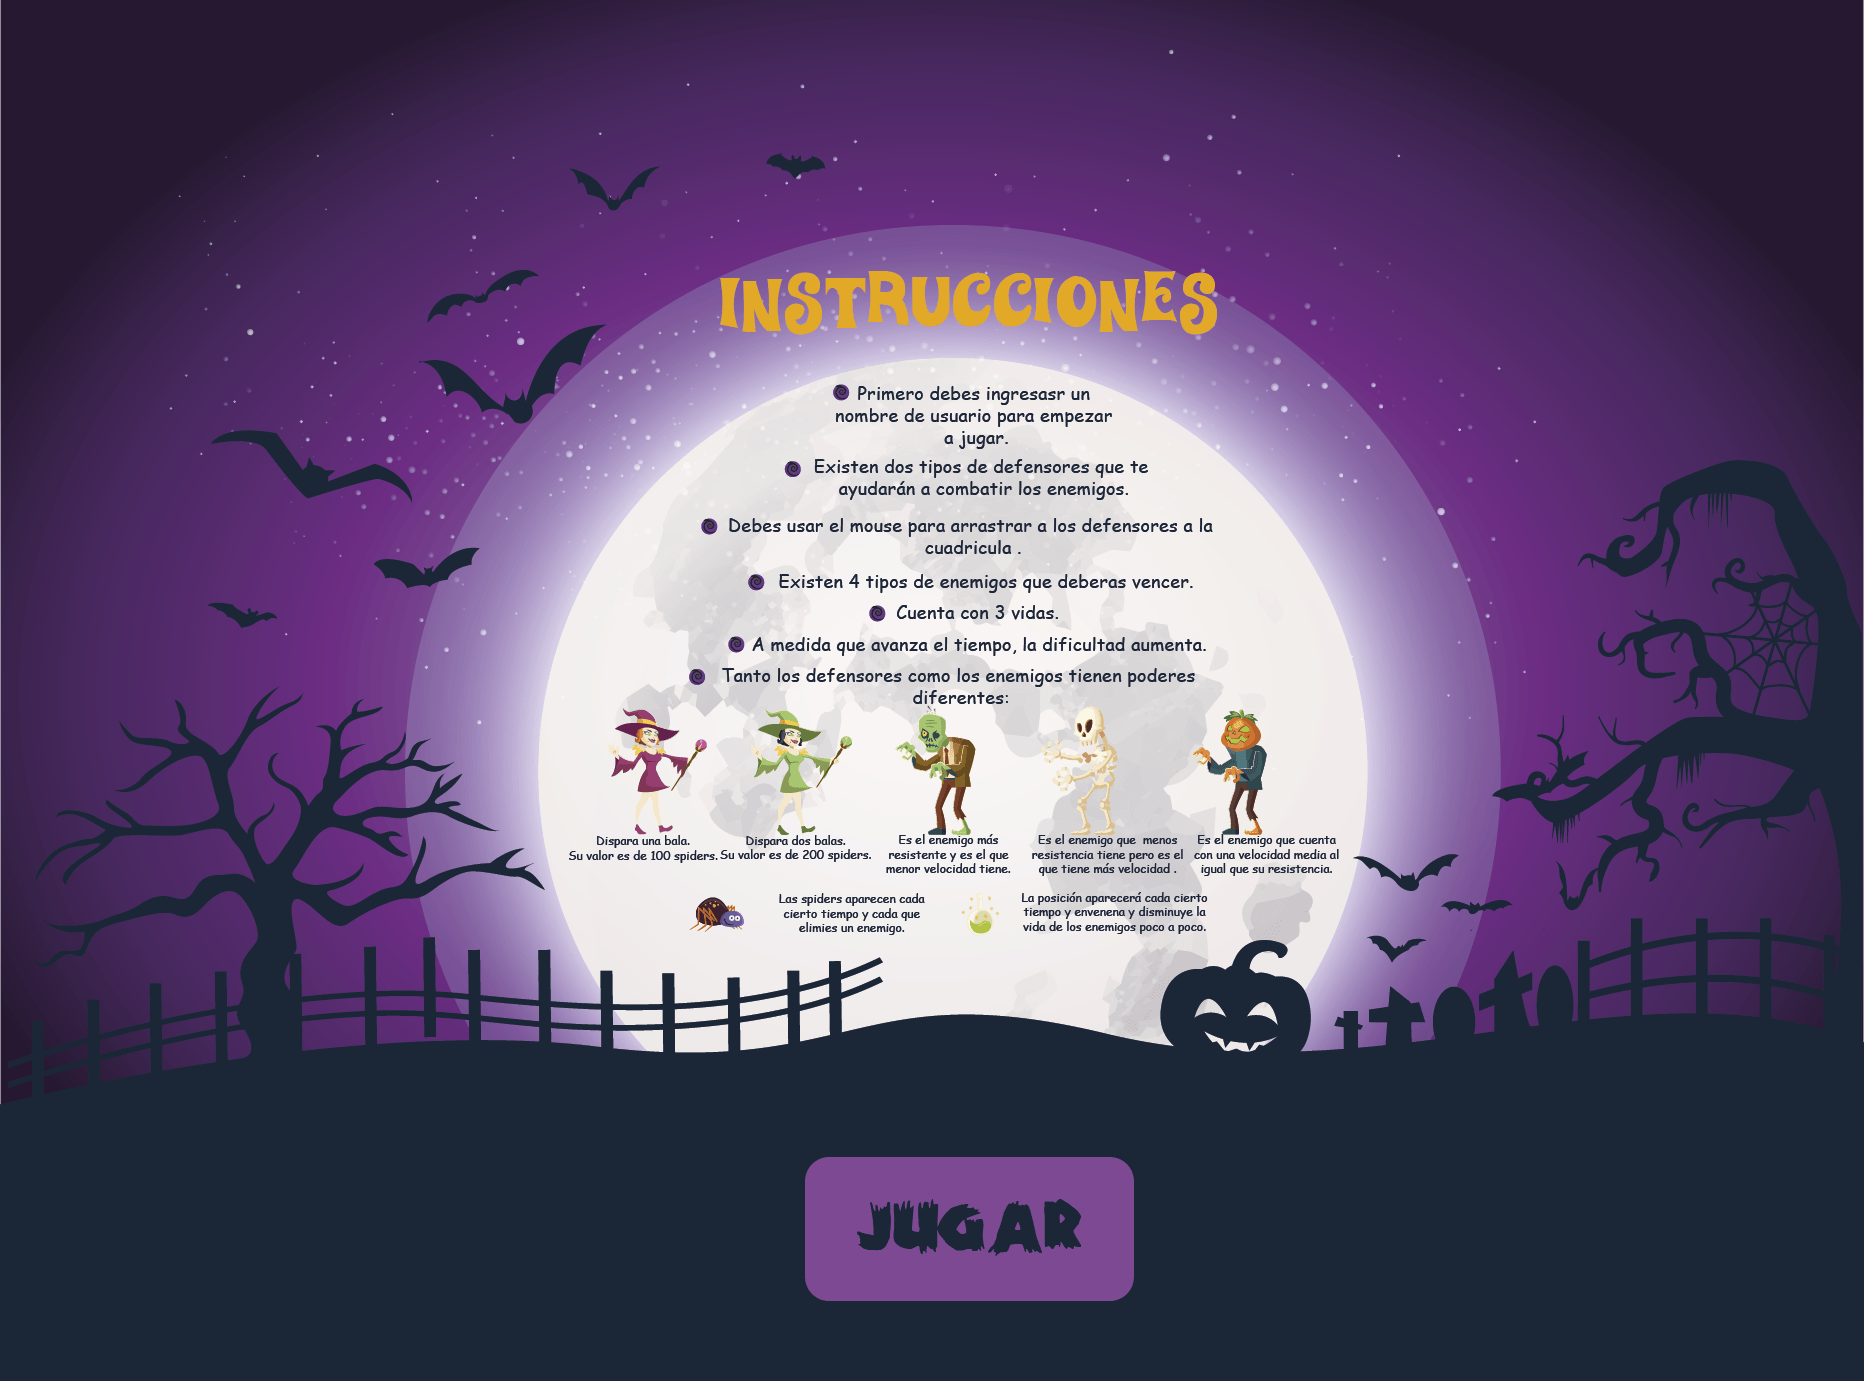 INSTRUCCIONES
Primero debes ingresasr un
nombre de usuario para empezar
a jugar.
Existen dos tipos de defensores que te
ayudarán a combatir los enemigos.
Debes usar el mouse para arrastrar a los defensores a la
cuadricula .
Existen 4 tipos de enemigos que deberas vencer.
Cuenta con 3 vidas.
A medida que avanza el tiempo, la dificultad aumenta.
Tanto los defensores como los enemigos tienen poderes
diferentes:
Dispara una bala.
Su valor es de 100 spiders.
Dispara dos balas.
Su valor es de 200 spiders.
Es el enemigo más
resistente y es el que
menor velocidad tiene.
Es el enemigo que menos
resistencia tiene pero es el
que tiene más velocidad .
Es el enemigo que cuenta
con una velocidad media al
igual que su resistencia.
Las spiders aparecen cada
cierto tiempo y cada que
elimies un enemigo.
La posición aparecerá cada cierto
tiempo y envenena y disminuye la
vida de los enemigos poco a poco.
JUGAR